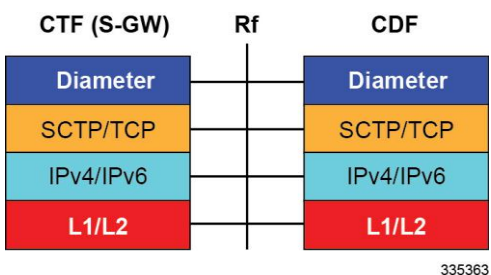 CTF (S-GW) Rf CDF
Diameter Diameter
SCTP/TCP SCTP/TCP
IPv4/IPv6 IPv4/IPv6
L1/L2 L1/L2
335363